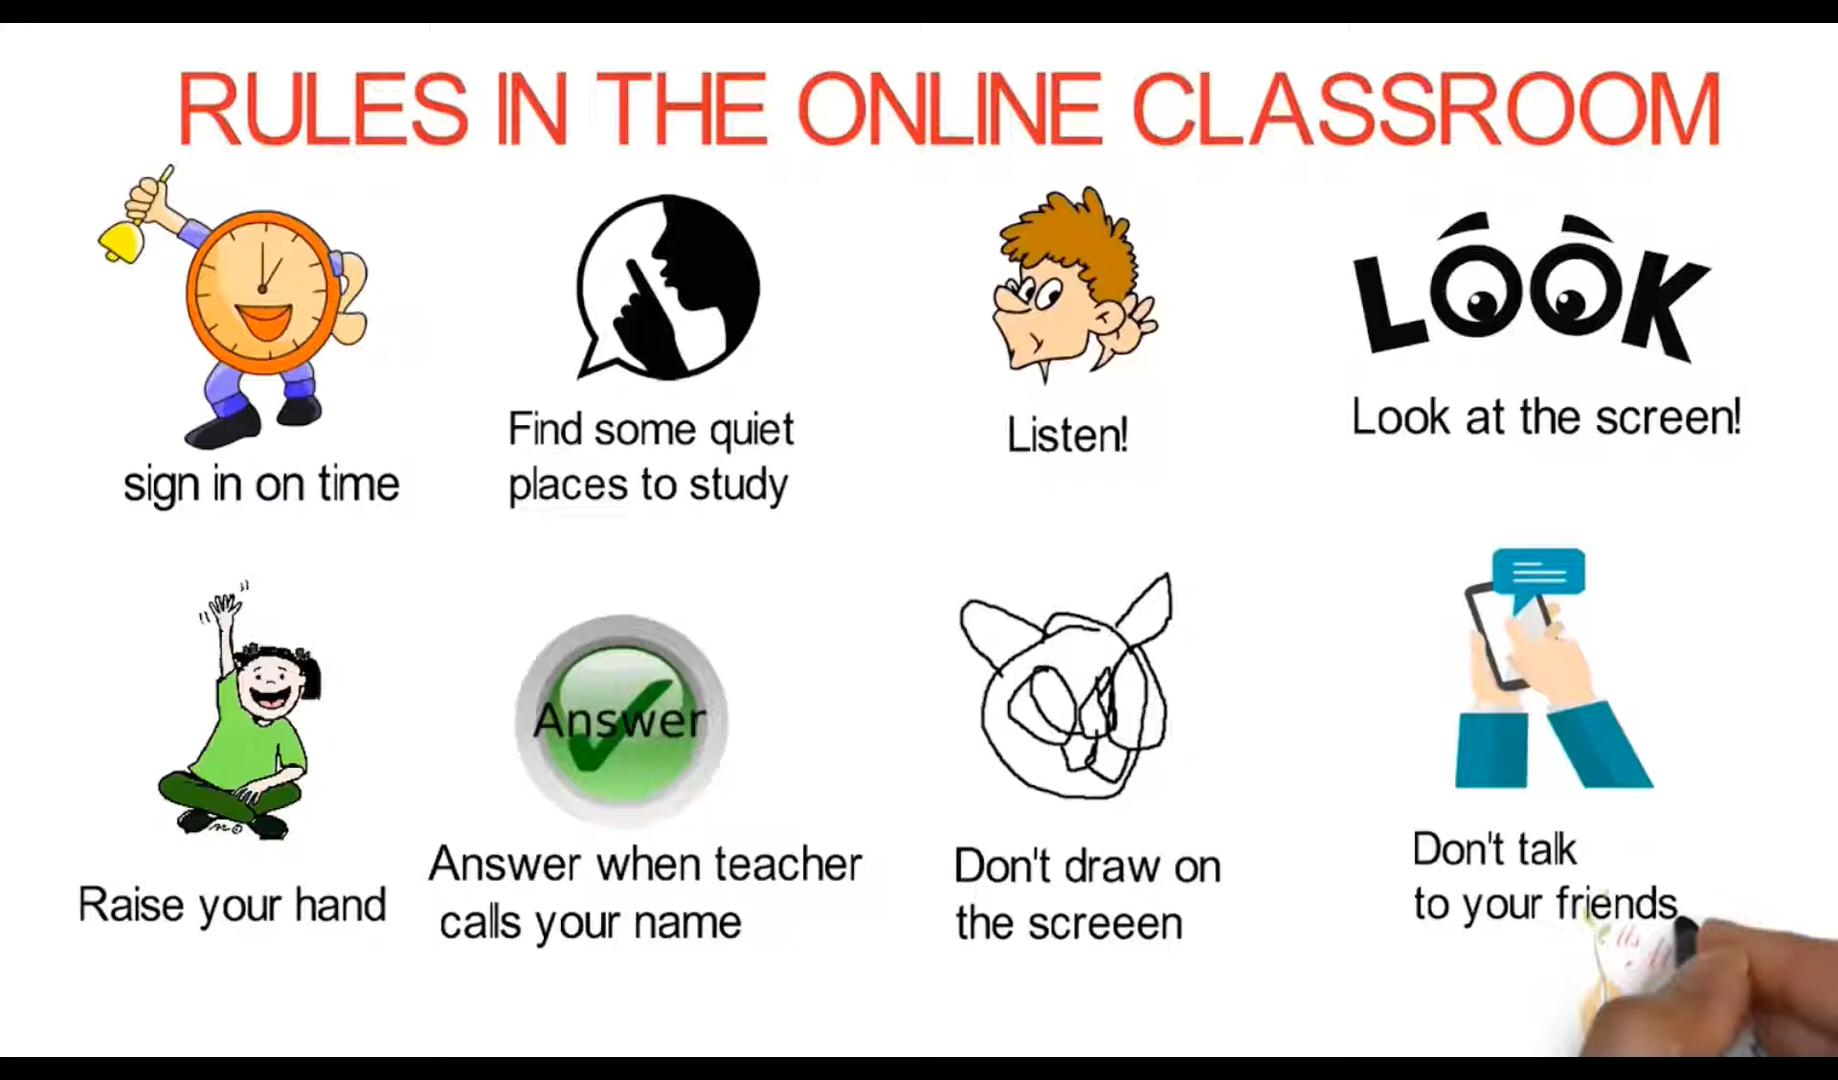 RULES IN THE ONLINE CLASSROOM
sign in on time
Find some quiet
places to study
Listen!
LOOK
Look at the screen!
Raise your hand
Answer
Answer when teacher
calls your name
Don't draw on
the screeen
Don't talk
to your friends